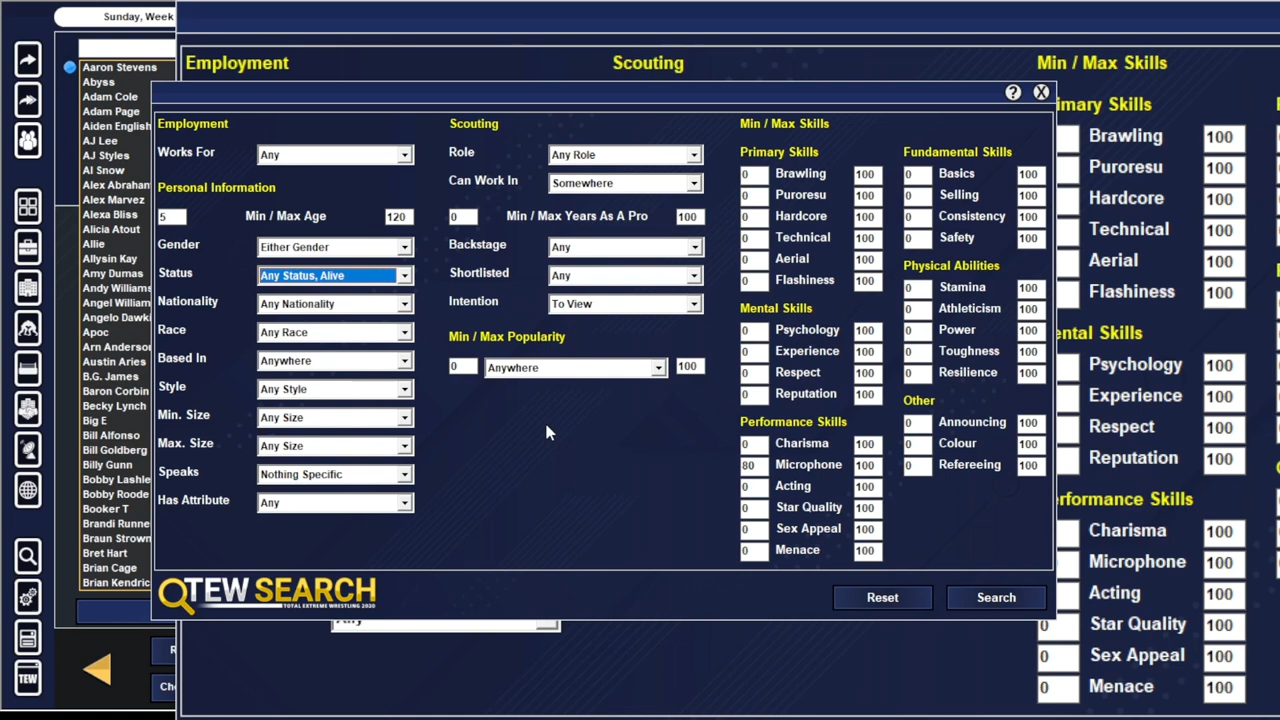 Sunday, Week
Aaron Stevens
Abyss
Adam Cole
Adam Page
Aiden English
AJ Lee
AJ Styles
Al Snow
Alex Abrahan
Alex Marvez
Alexa Bliss
Alicia Atout
Allie
Allysin Kay
Amy Dumas
Andy Williams
Angel William
Angelo Dawki
Apoc
Arn Anderson
Austin Aries
B.G. James
Baron Corbin
Becky Lynch
Big E
Bill Alfonso
Bill Goldberg
Billy Gunn
Bobby Lashle
Bobby Roode
Booker T
Brandi Runne
Braun Strown
Bret Hart
Brian Cage
Brian Kendric
TEW
R
Ch
Employment
Scouting
Min / Max Skills
? X
Employment
Works For Any
Personal Information
5 Min / Max Age 120
Gender Either Gender
Status Any Status, Alive
Nationality Any Nationality
Race Any Race
Based In Anywhere
Style Any Style
Min. Size Any Size
Max. Size Any Size
Speaks Nothing Specific
Has Attribute Any
Scouting
Role Any Role
Can Work In Somewhere
0 Min / Max Years As A Pro 100
Backstage Any
Shortlisted Any
Intention To View
Min / Max Popularity
0 Anywhere 100
Min / Max Skills
Primary Skills
0 Brawling 100
0 Puroresu 100
0 Hardcore 100
0 Technical 100
0 Aerial 100
0 Flashiness 100
Mental Skills
0 Psychology 100
0 Experience 100
0 Respect 100
0 Reputation 100
Performance Skills
0 Charisma 100
80 Microphone 100
0 Acting 100
0 Star Quality 100
0 Sex Appeal 100
0 Menace 100
Fundamental Skills
0 Basics 100
0 Selling 100
0 Consistency 100
0 Safety 100
Physical Abilities
0 Stamina 100
0 Athleticism 100
0 Power 100
0 Toughness 100
0 Resilience 100
Other
0 Announcing 100
0 Colour 100
0 Refereeing 100
TEW SEARCH
TOTAL EXTREME WRESTLING 2020
Reset
Search
imary Skills
Brawling 100
Puroresu 100
Hardcore 100
Technical 100
Aerial 100
Flashiness 100
ental Skills
Psychology 100
Experience 100
Respect 100
Reputation 100
erformance Skills
Charisma 100
Microphone 100
Acting 100
0 Star Quality 100
0 Sex Appeal 100
0 Menace 100